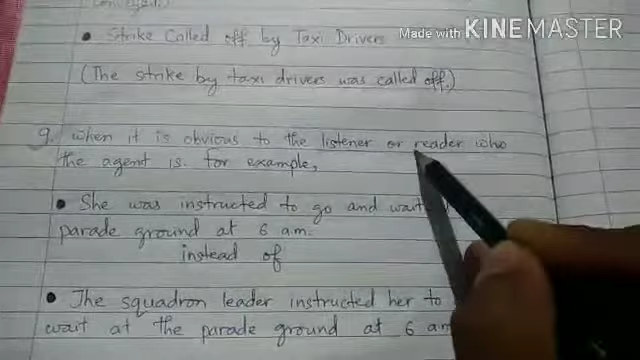 conveyed.)
• Strike Called off by Taxi Drivers
Made with KINEMASTER
(The strike by taxi drivers was called off.)
9. When it is obvious to the listener or reader who
the agent is. for example,
• She was instructed to go and wait
parade ground at 6 am.
instead of
• The squadron leader instructed her to
wait at the parade ground at 6 am